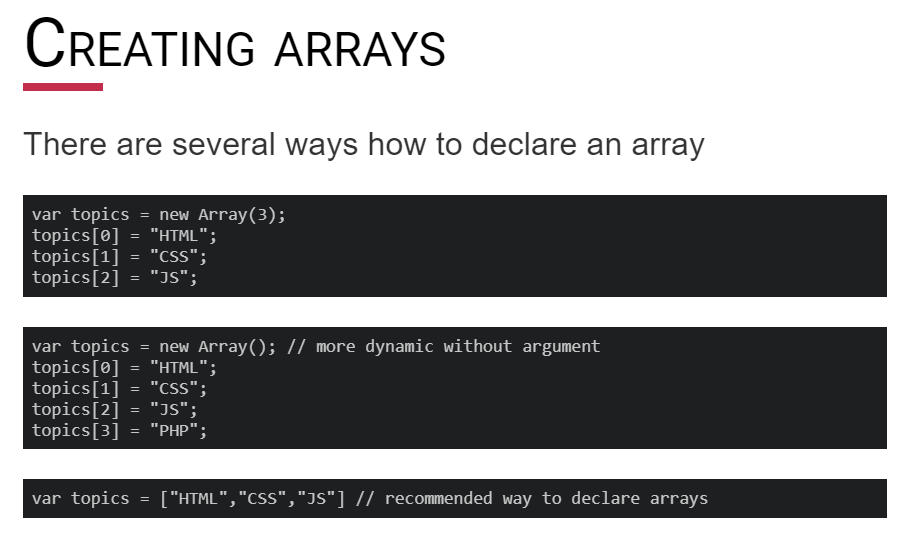 Creating arrays
There are several ways how to declare an array
var topics = new Array(3);
topics[0] = "HTML";
topics[1] = "CSS";
topics[2] = "JS";
var topics = new Array(); // more dynamic without argument
topics[0] = "HTML";
topics[1] = "CSS";
topics[2] = "JS";
topics[3] = "PHP";
var topics = ["HTML","CSS","JS"] // recommended way to declare arrays